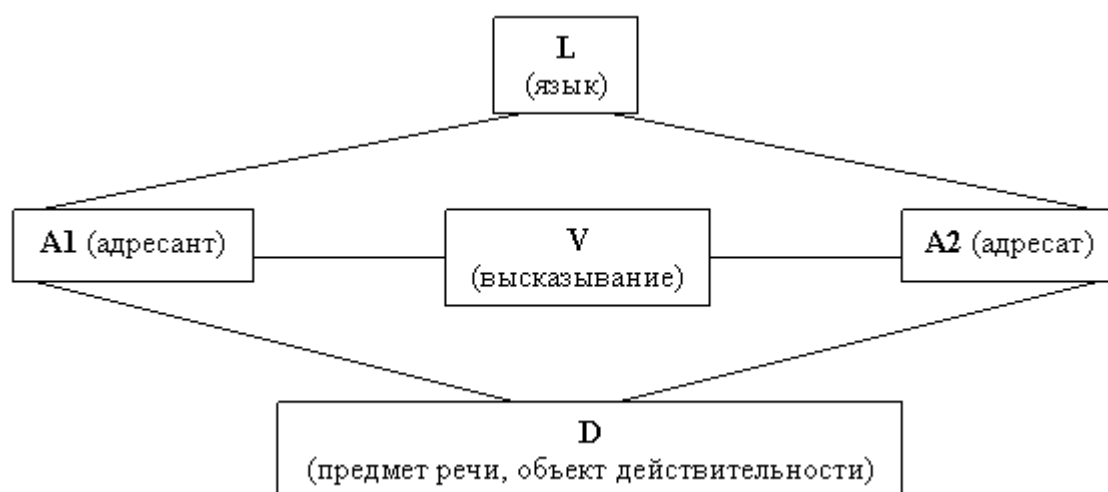 L
(язык)
A1 (адресант)
V
(высказывание)
A2 (адресат)
D
(предмет речи, объект действительности)